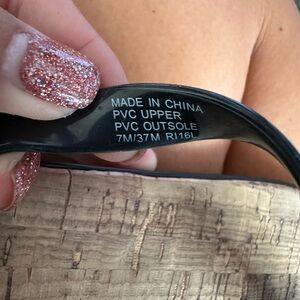 MADE IN CHINA
PVC UPPER
PVC OUTSOLE
7M/37M RI16L